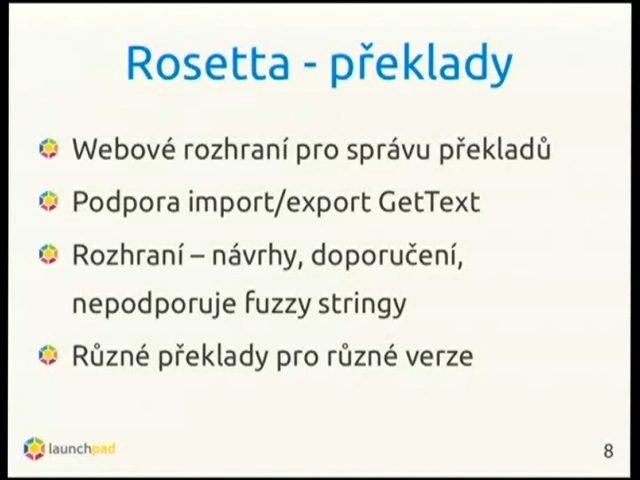 Rosetta - překlady
Webové rozhraní pro správu překladů
Podpora import/export GetText
Rozhraní – návrhy, doporučení,
nepodporuje fuzzy stringy
Různé překlady pro různé verze
launchpad
8